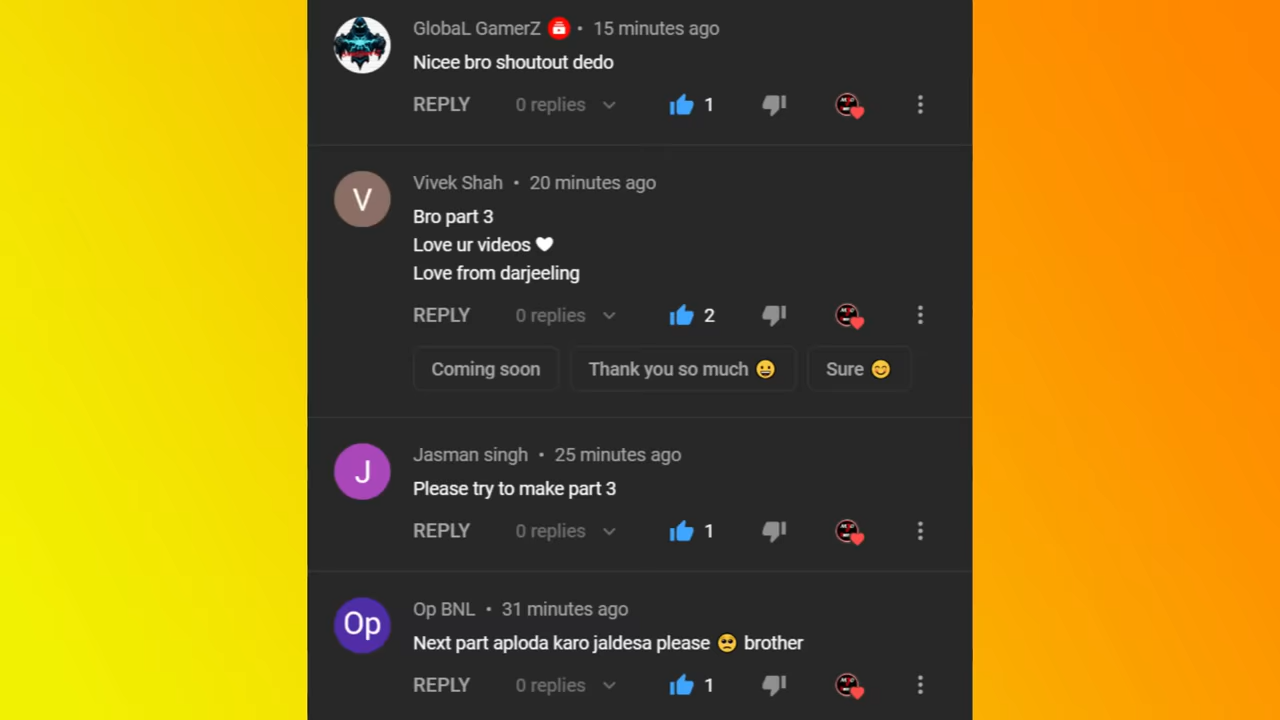 GlobaL GamerZ • 15 minutes ago
Nicee bro shoutout dedo
REPLY 0 replies 1
V
Vivek Shah • 20 minutes ago
Bro part 3
Love ur videos 🤍
Love from darjeeling
REPLY 0 replies 2
Coming soon Thank you so much 😀 Sure 😊
J
Jasman singh • 25 minutes ago
Please try to make part 3
REPLY 0 replies 1
Op
Op BNL • 31 minutes ago
Next part aploda karo jaldesa please 🥺 brother
REPLY 0 replies 1